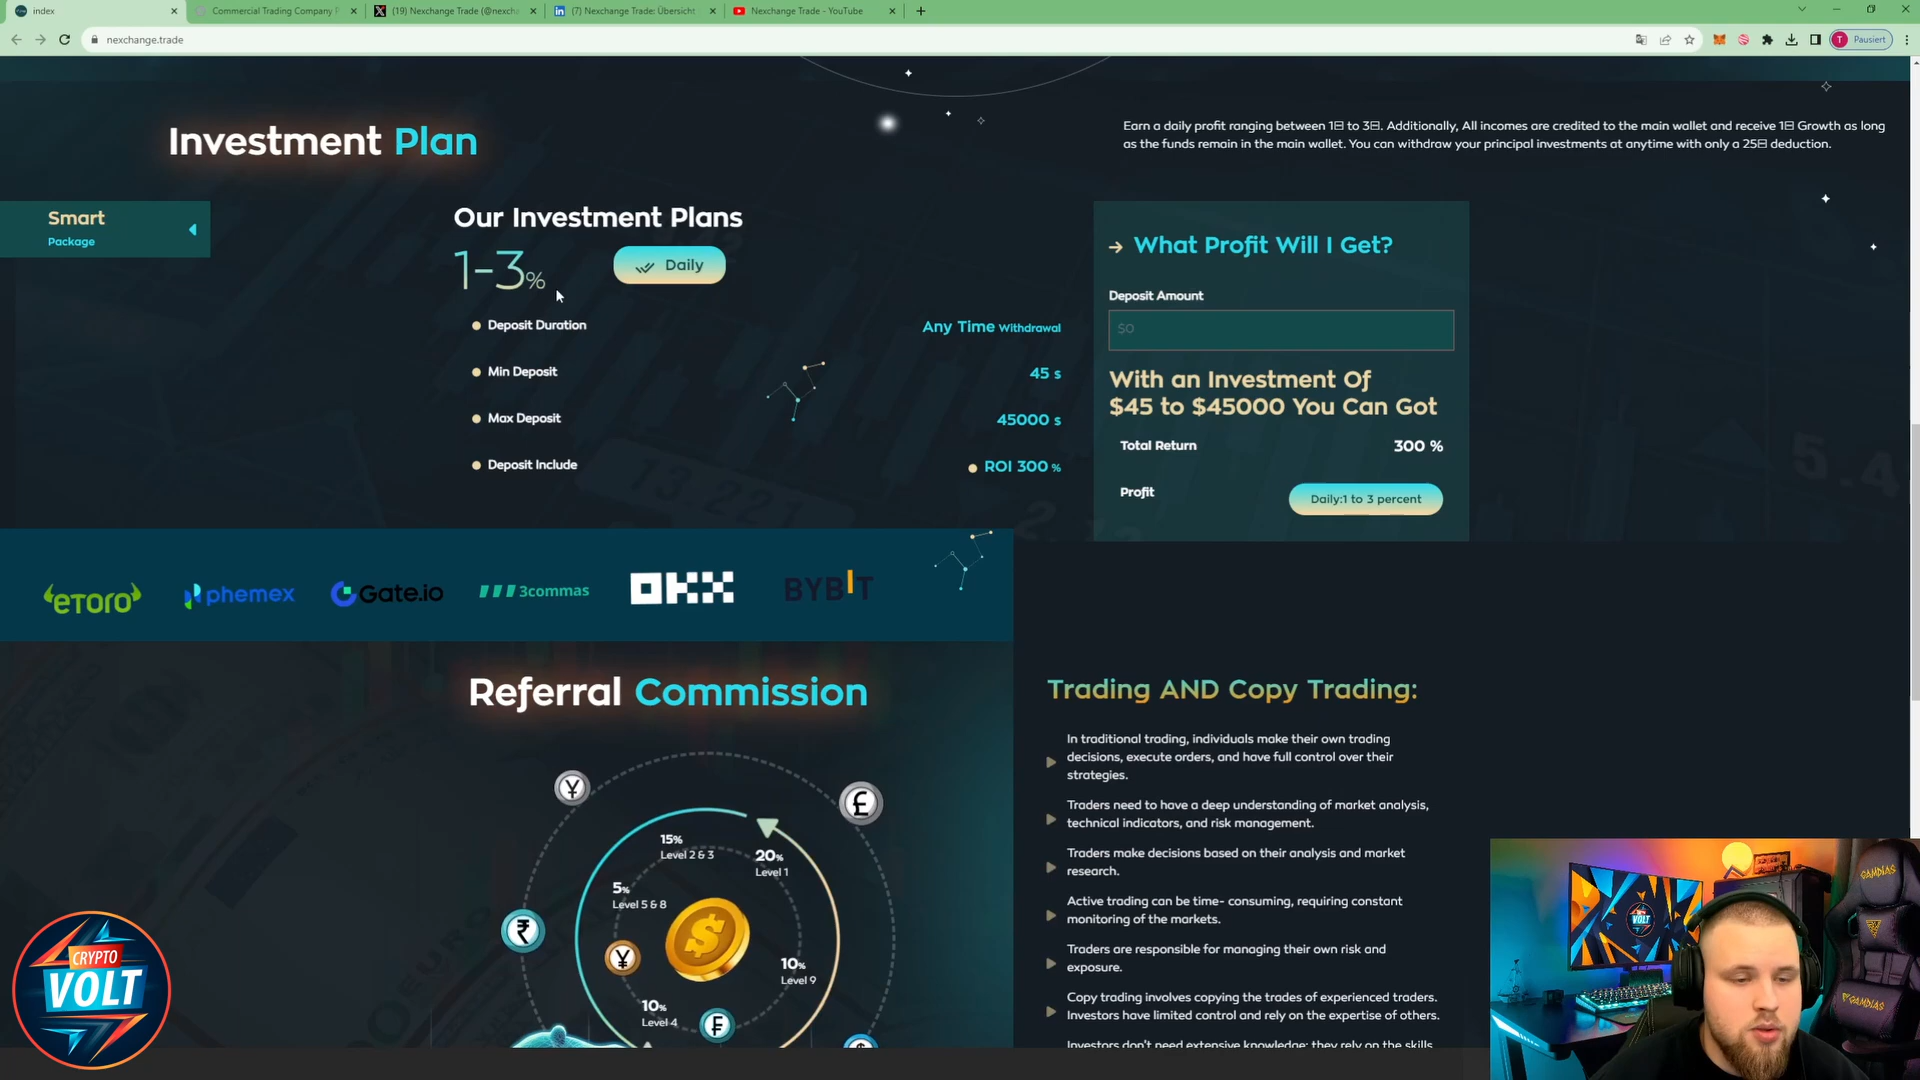 index
Commercial Trading Company
(19) Nexchange Trade (@nexch
(7) Nexchange Trade: Übersicht
Nexchange Trade - YouTube
nexchange.trade
T
Pausiert
Investment Plan
Earn a daily profit ranging between 1 to 3. Additionally, All incomes are credited to the main wallet and receive 1 Growth as long
as the funds remain in the main wallet. You can withdraw your principal investments at anytime with only a 25 deduction.
Smart
Package
Our Investment Plans
1-3%
Daily
Deposit Duration
Any Time Withdrawal
Min Deposit
45 $
Max Deposit
45000 $
Deposit Include
ROI 300 %
What Profit Will I Get?
Deposit Amount
$0
With an Investment Of
$45 to $45000 You Can Got
Total Return
300 %
Profit
Daily:1 to 3 percent
eTORO
phemex
Gate.io
3commas
OKX
BYBIT
Referral Commission
¥
£
15%
Level 2 & 3
20%
Level 1
5%
Level 5 & 8
₹
$
¥
10%
Level 9
10%
Level 4
₣
Trading AND Copy Trading:
In traditional trading, individuals make their own trading
decisions, execute orders, and have full control over their
strategies.
Traders need to have a deep understanding of market analysis,
technical indicators, and risk management.
Traders make decisions based on their analysis and market
research.
Active trading can be time- consuming, requiring constant
monitoring of the markets.
Traders are responsible for managing their own risk and
exposure.
Copy trading involves copying the trades of experienced traders.
Investors have limited control and rely on the expertise of others.
Investors don't need extensive knowledge; they rely on the skills
CRYPTO
VOLT
GAMDIAS
VOLT
GAMDIAS